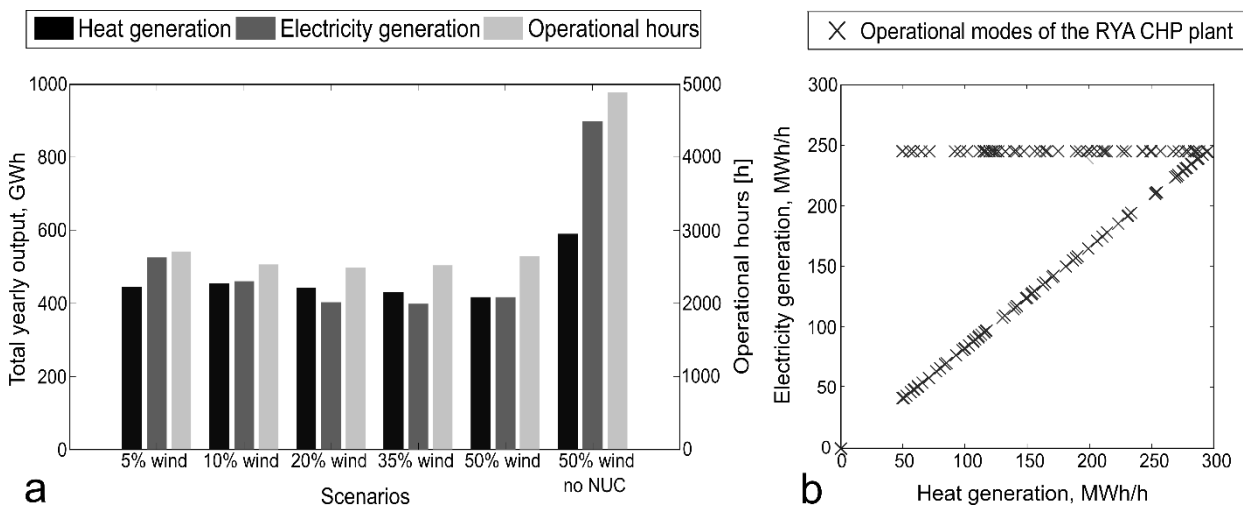 Heat generation Electricity generation Operational hours
1000
800
600
400
200
0
Total yearly output, GWh
5000
4000
3000
2000
1000
0
Operational hours [h]
5% wind 10% wind 20% wind 35% wind 50% wind 50% wind
no NUC
Scenarios
a
Operational modes of the RYA CHP plant
300
250
200
150
100
50
0
Electricity generation, MWh/h
0 50 100 150 200 250 300
Heat generation, MWh/h
b